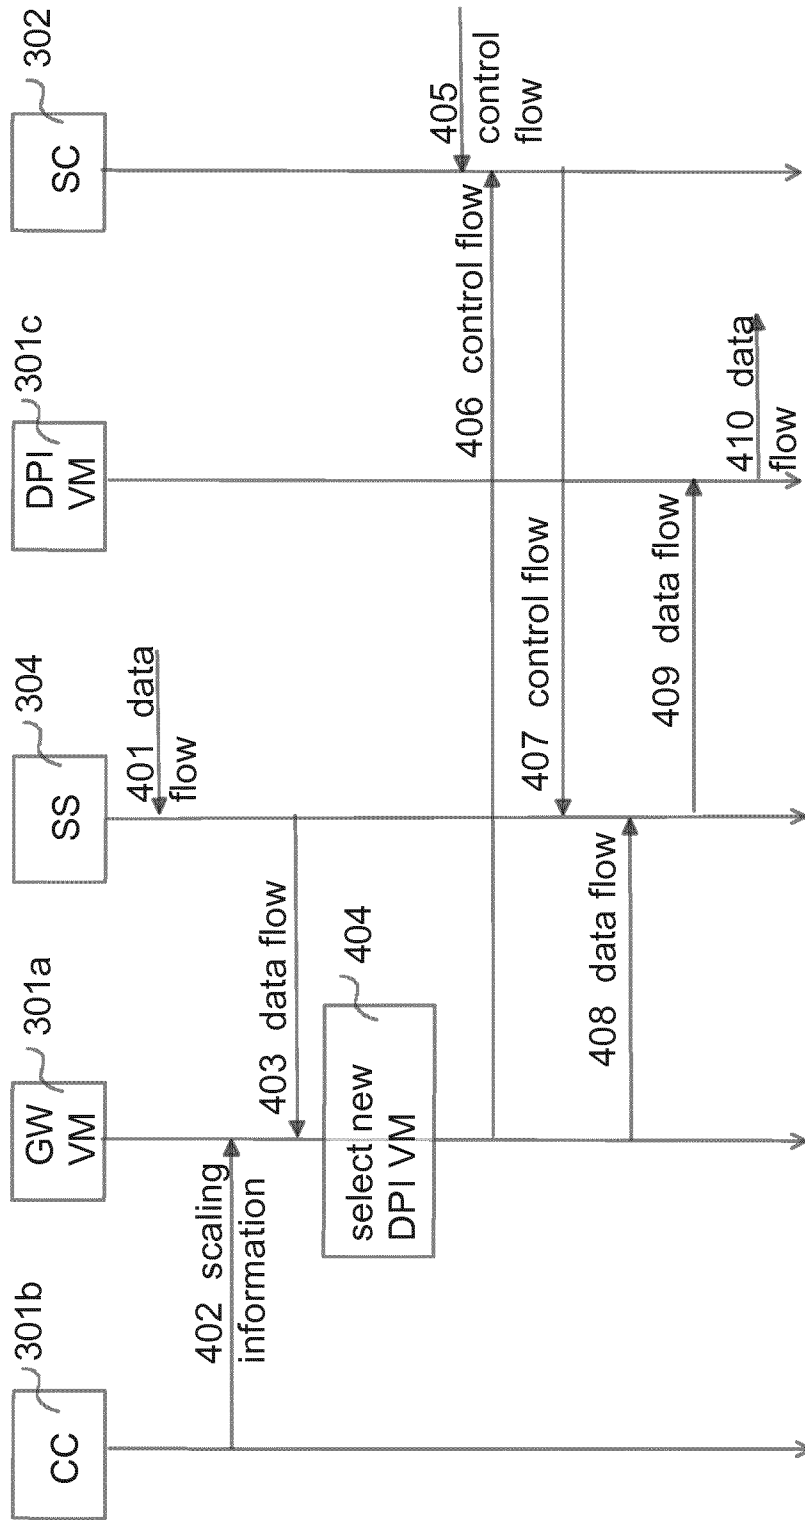 301b
301a
304
301c
302
CC
GW
VM
SS
DPI
VM
SC
401 data
flow
402 scaling
information
403 data flow
404
select new
DPI VM
405
control
flow
406 control flow
407 control flow
408 data flow
409 data flow
410 data
flow